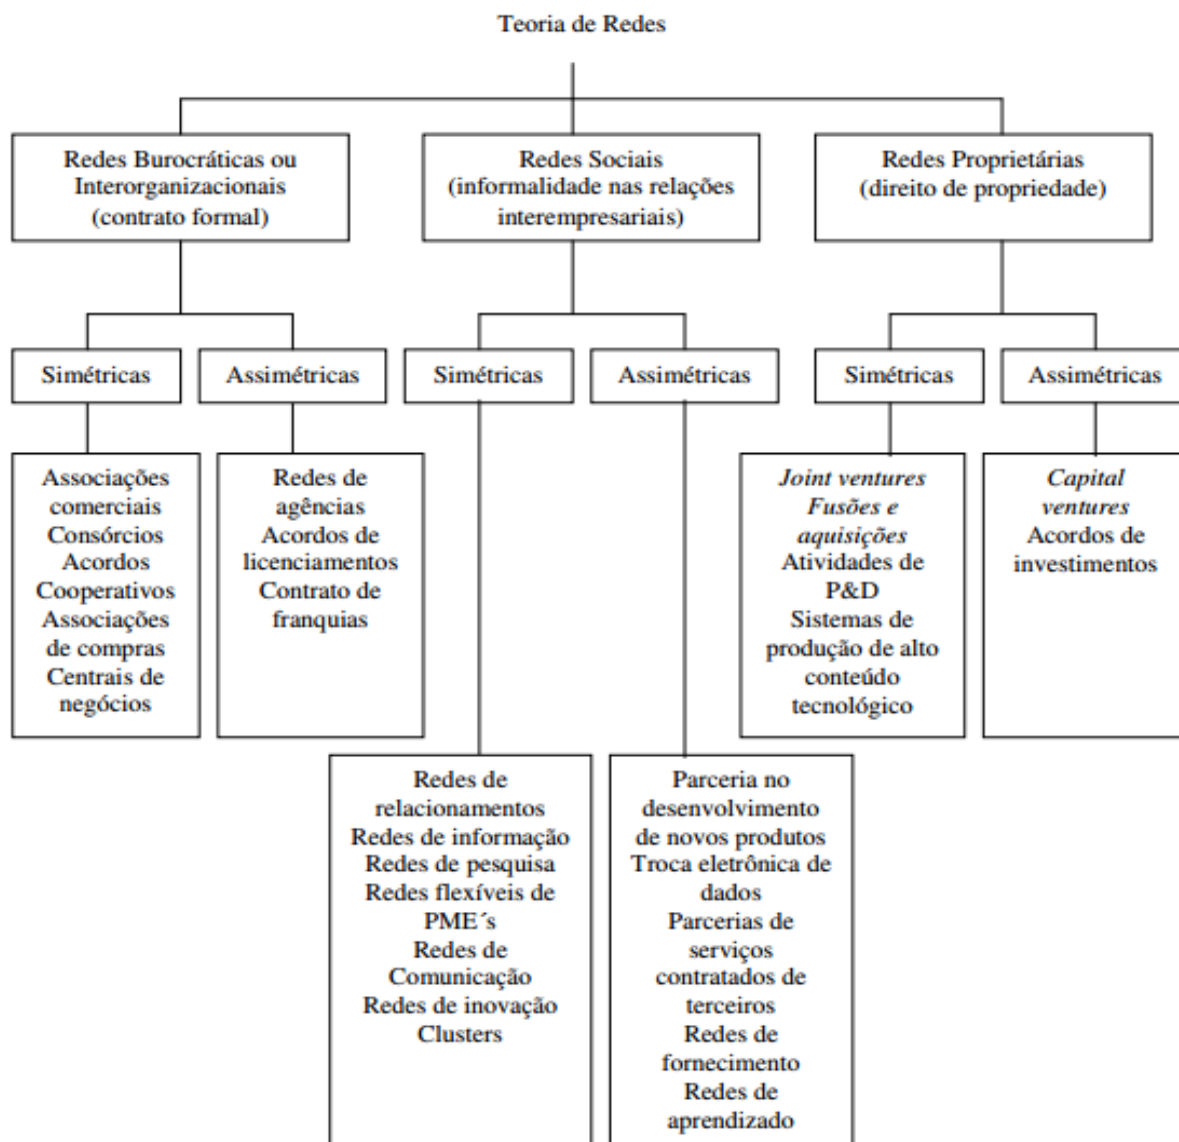 Teoria de Redes
Redes Burocráticas ou
Interorganizacionais
(contrato formal)
Redes Sociais
(informalidade nas relações
interempresariais)
Redes Proprietárias
(direito de propriedade)
Simétricas
Assimétricas
Simétricas
Assimétricas
Simétricas
Assimétricas
Associações
comerciais
Consórcios
Acordos
Cooperativos
Associações
de compras
Centrais de
negócios
Redes de
agências
Acordos de
licenciamentos
Contrato de
franquias
Joint ventures
Fusões e
aquisições
Atividades de
P&D
Sistemas de
produção de alto
conteúdo
tecnológico
Capital
ventures
Acordos de
investimentos
Redes de
relacionamentos
Redes de informação
Redes de pesquisa
Redes flexíveis de
PME´s
Redes de
Comunicação
Redes de inovação
Clusters
Parceria no
desenvolvimento
de novos produtos
Troca eletrônica de
dados
Parcerias de
serviços
contratados de
terceiros
Redes de
fornecimento
Redes de
aprendizado